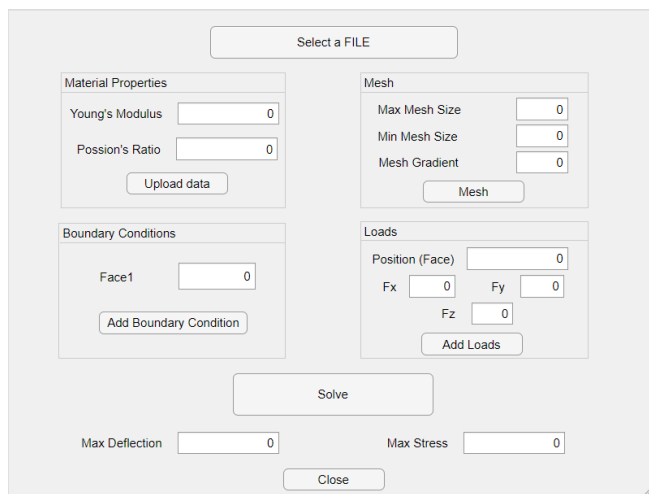 Select a FILE
Material Properties
Young's Modulus 0
Possion's Ratio 0
Upload data
Mesh
Max Mesh Size 0
Min Mesh Size 0
Mesh Gradient 0
Mesh
Boundary Conditions
Face1 0
Add Boundary Condition
Loads
Position (Face) 0
Fx 0 Fy 0
Fz 0
Add Loads
Solve
Max Deflection 0 Max Stress 0
Close